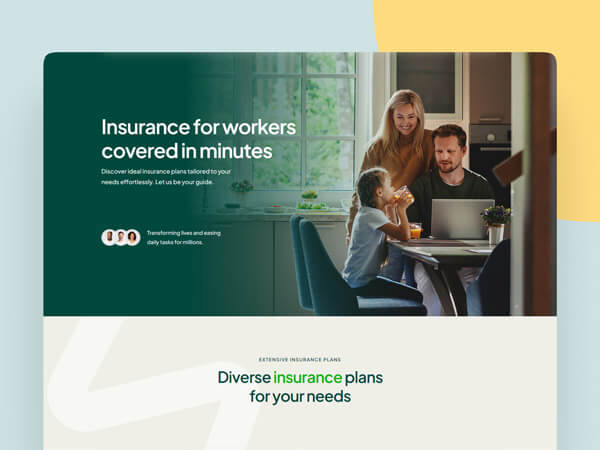 Insurance for workers
covered in minutes
Discover ideal insurance plans tailored to your
needs effortlessly. Let us be your guide.
Transforming lives and easing
daily tasks for millions.
EXTENSIVE INSURANCE PLANS
Diverse insurance plans
for your needs